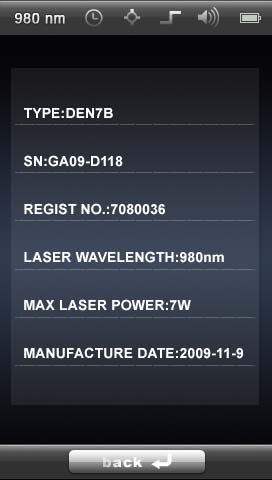 980 nm
TYPE:DEN7B
SN:GA09-D118
REGIST NO.:7080036
LASER WAVELENGTH:980nm
MAX LASER POWER:7W
MANUFACTURE DATE:2009-11-9
back